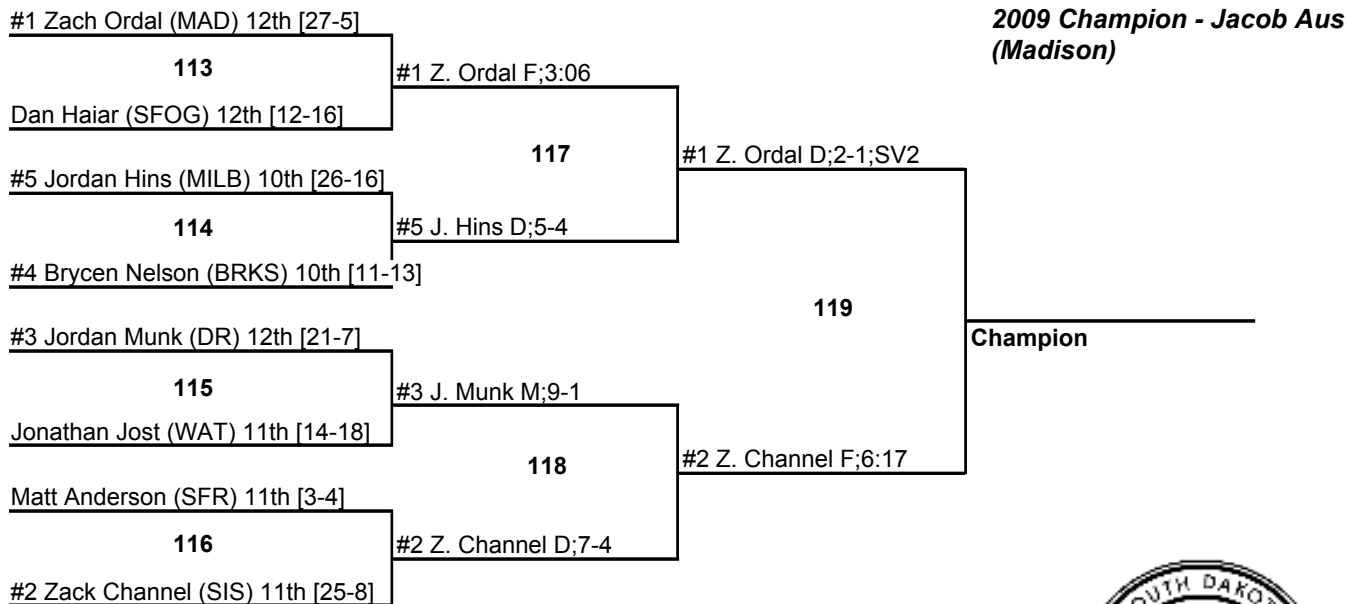 #1 Zach Ordal (MAD) 12th [27-5]
2009 Champion - Jacob Aus
(Madison)
113
#1 Z. Ordal F;3:06
Dan Haiar (SFOG) 12th [12-16]
117
#1 Z. Ordal D;2-1;SV2
#5 Jordan Hins (MILB) 10th [26-16]
114
#5 J. Hins D;5-4
#4 Brycen Nelson (BRKS) 10th [11-13]
119
#3 Jordan Munk (DR) 12th [21-7]
Champion
115
#3 J. Munk M;9-1
Jonathan Jost (WAT) 11th [14-18]
118
#2 Z. Channel F;6:17
Matt Anderson (SFR) 11th [3-4]
116
#2 Z. Channel D;7-4
#2 Zack Channel (SIS) 11th [25-8]